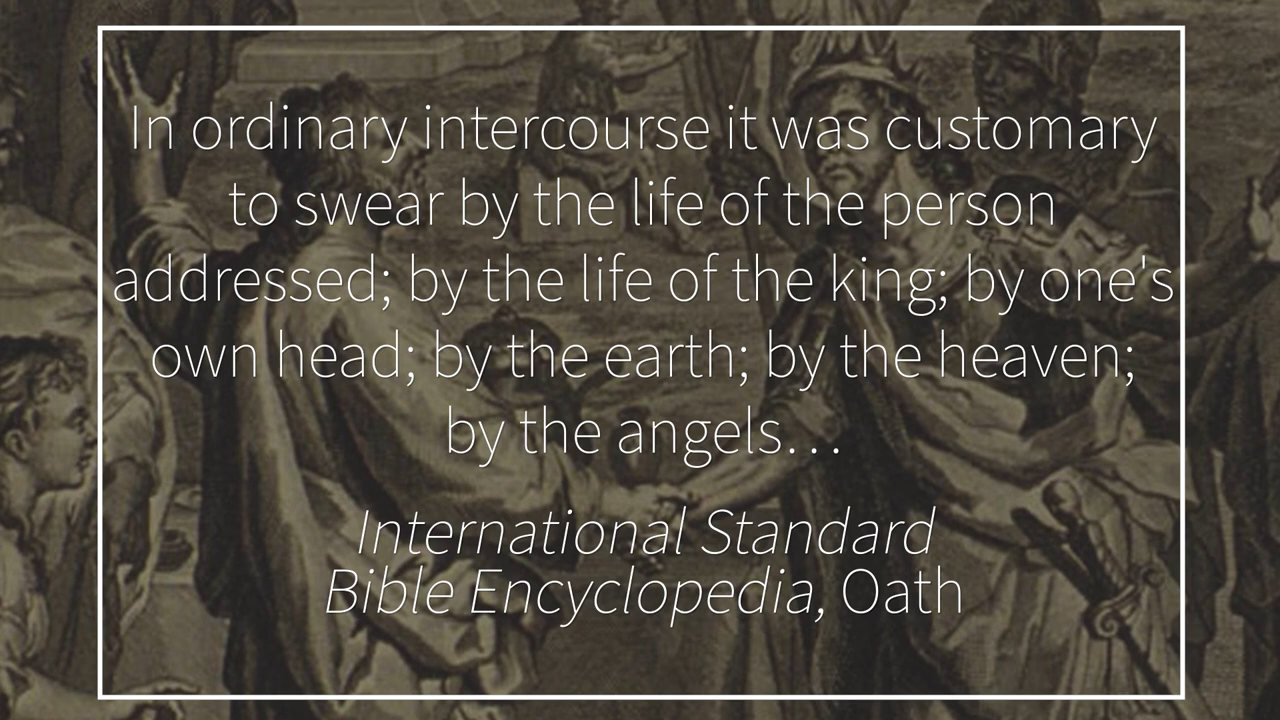 In ordinary intercourse it was customary
to swear by the life of the person
addressed; by the life of the king; by one's
own head; by the earth; by the heaven;
by the angels…
International Standard
Bible Encyclopedia, Oath